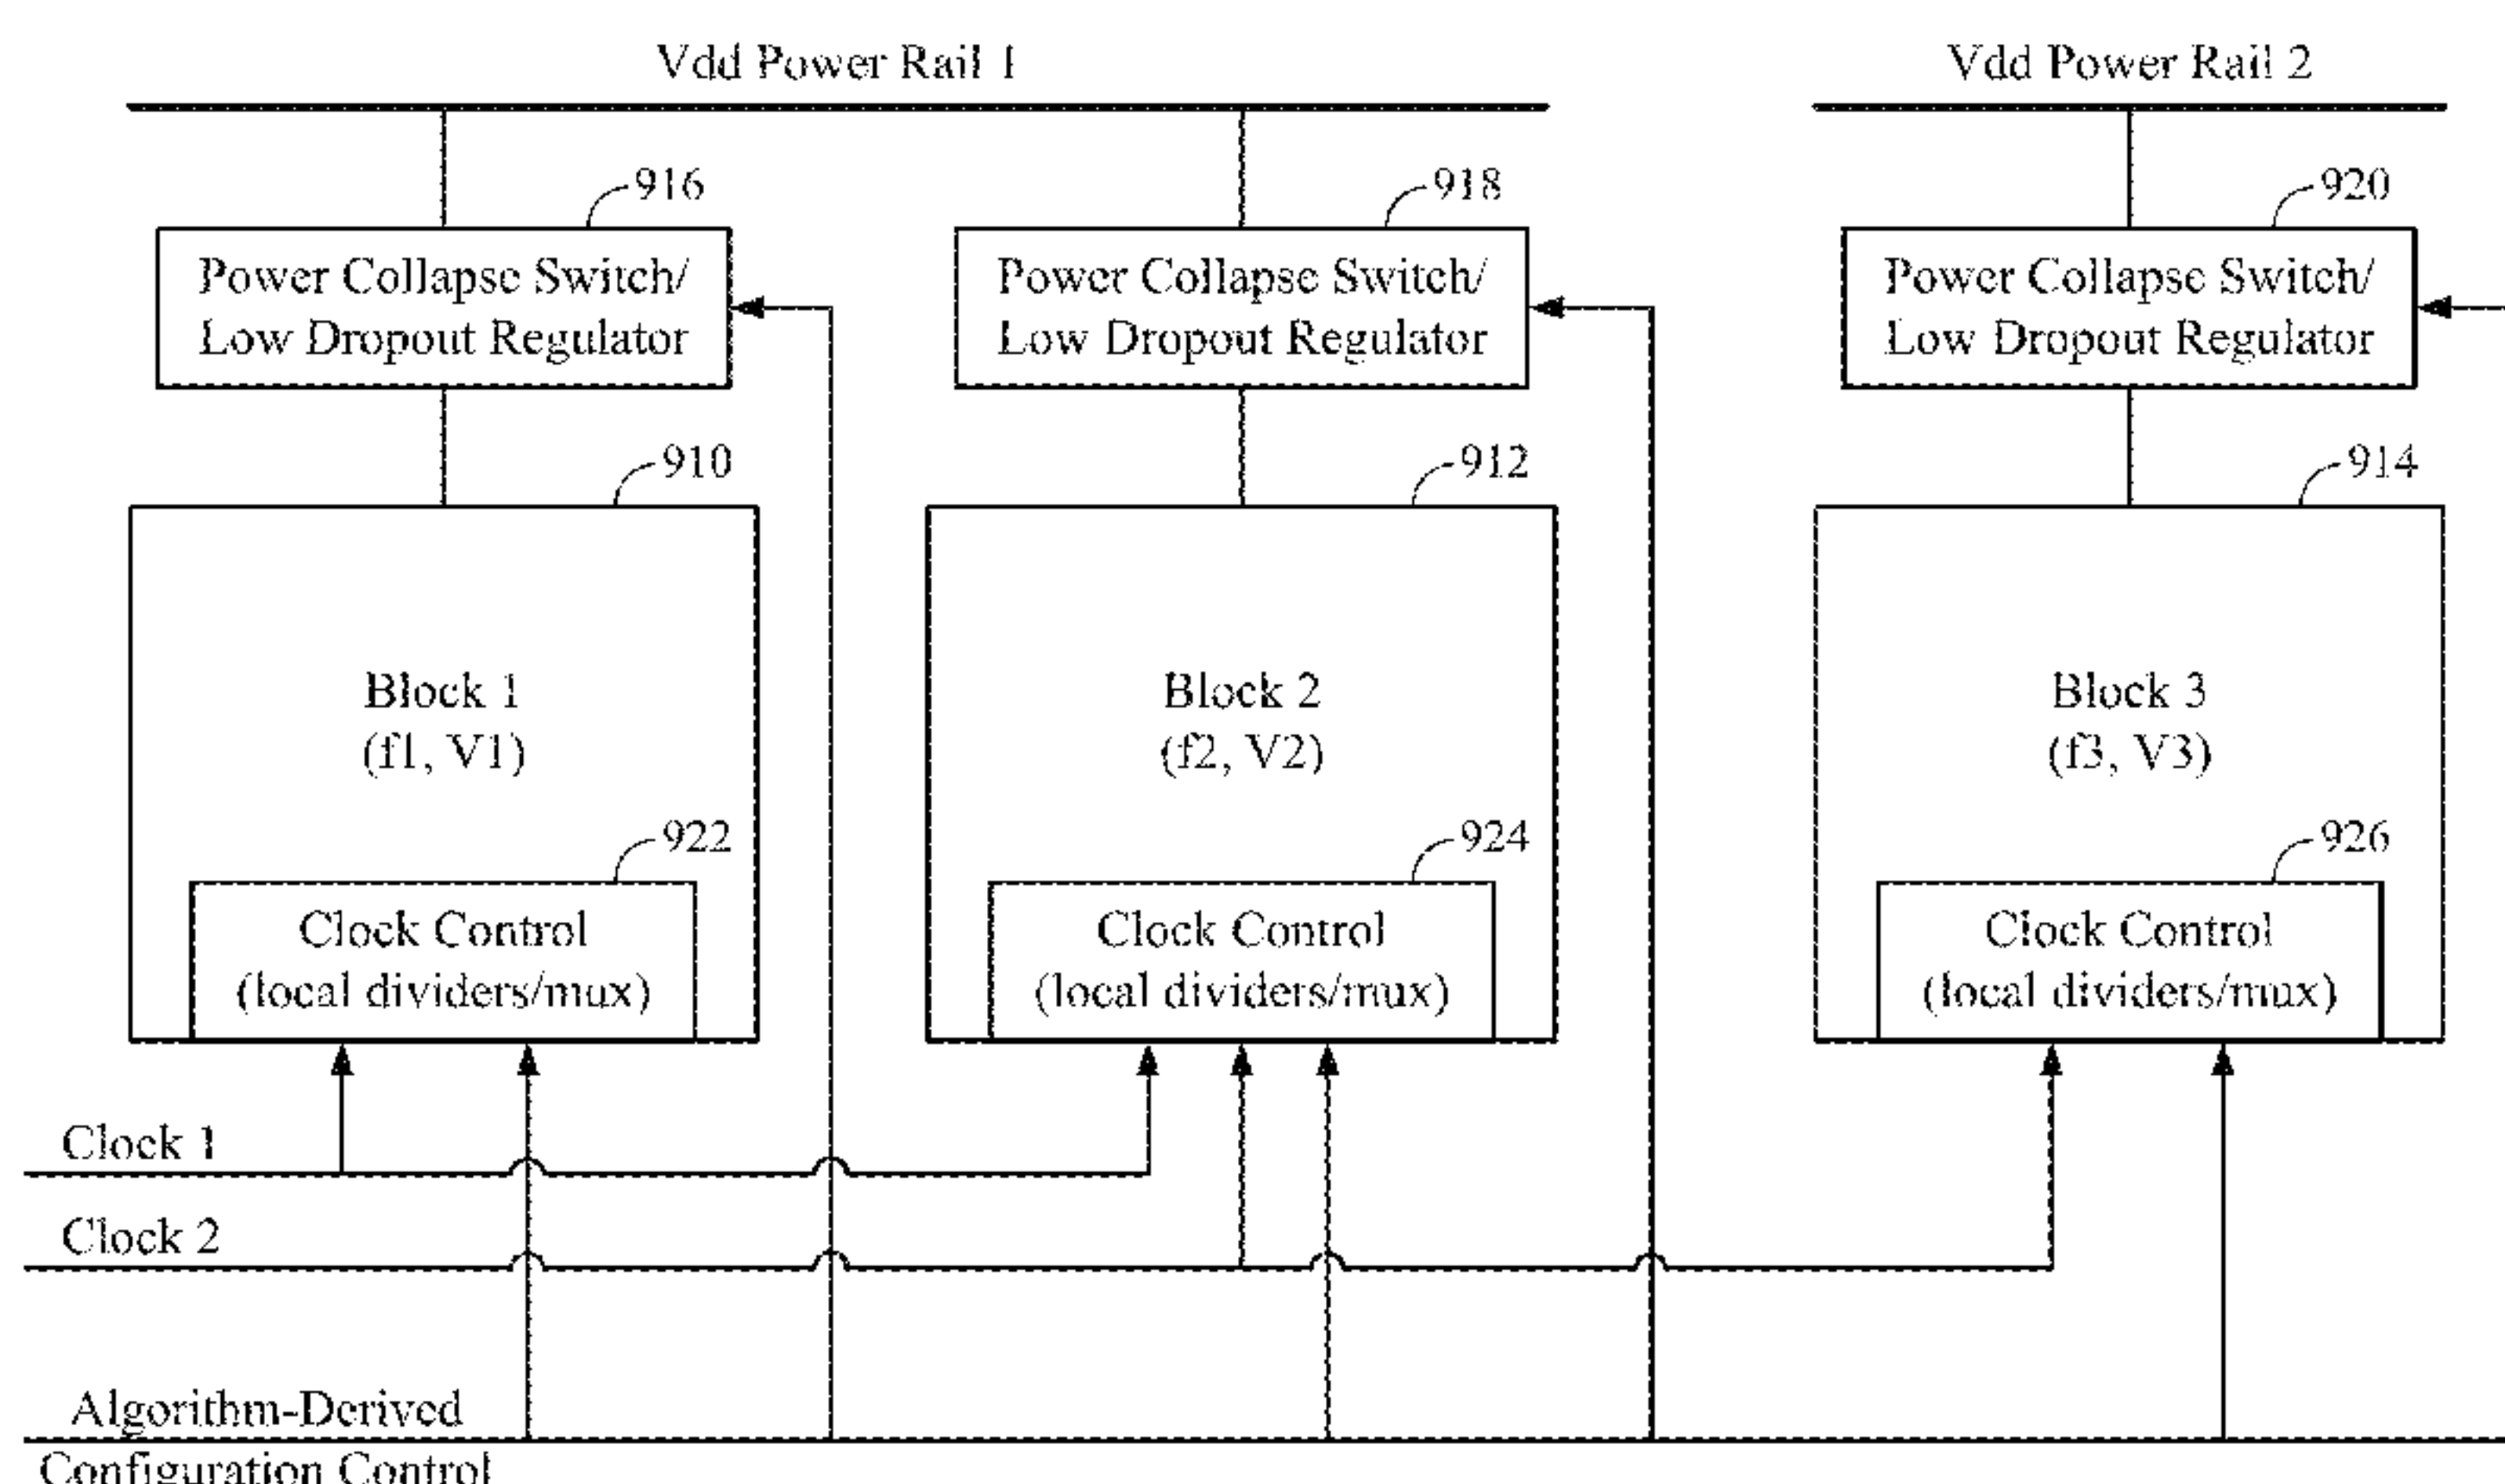 Vdd Power Rail 1
Vdd Power Rail 2
916
918
920
Power Collapse Switch/
Low Dropout Regulator
Power Collapse Switch/
Low Dropout Regulator
Power Collapse Switch/
Low Dropout Regulator
910
912
914
Block 1
(f1, V1)
Block 2
(f2, V2)
Block 3
(f3, V3)
922
924
926
Clock Control
(local dividers/mux)
Clock Control
(local dividers/mux)
Clock Control
(local dividers/mux)
Clock 1
Clock 2
Algorithm-Derived
Configuration Control